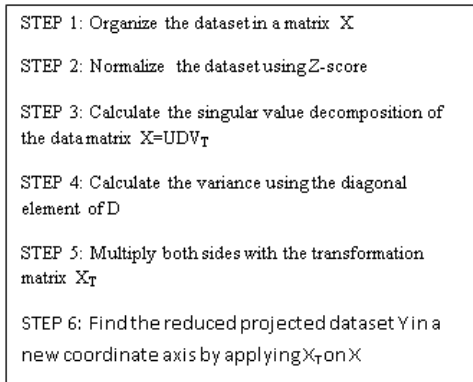 STEP 1: Organize the dataset in a matrix X
STEP 2: Normalize the dataset using Z-score
STEP 3: Calculate the singular value decomposition of
the data matrix X=UDV_T
STEP 4: Calculate the variance using the diagonal
element of D
STEP 5: Multiply both sides with the transformation
matrix X_T
STEP 6: Find the reduced projected dataset Y in a
new coordinate axis by applying X_T on X